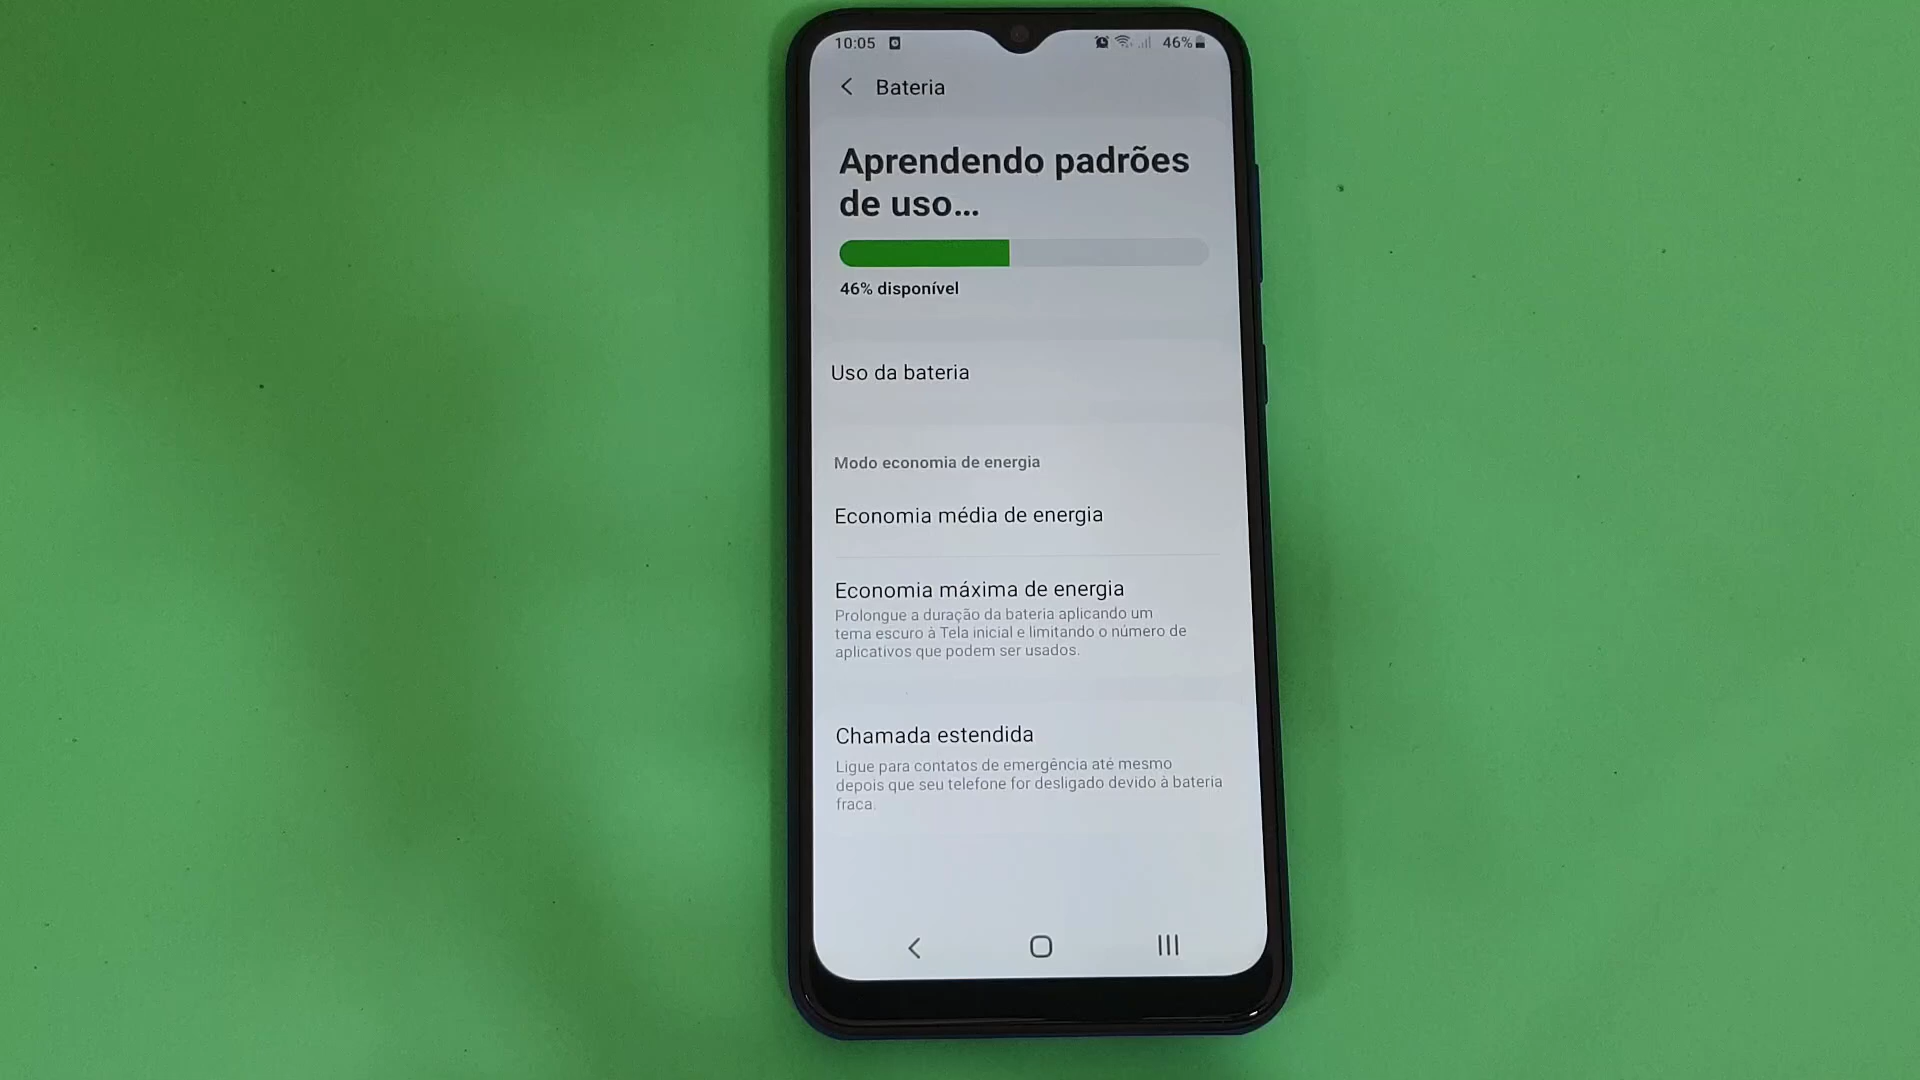 10:05 46%
Bateria
Aprendendo padrões
de uso...
46% disponível
Uso da bateria
Modo economia de energia
Economia média de energia
Economia máxima de energia
Prolongue a duração da bateria aplicando um
tema escuro à Tela inicial e limitando o número de
aplicativos que podem ser usados.
Chamada estendida
Ligue para contatos de emergência até mesmo
depois que seu telefone for desligado devido à bateria
fraca.